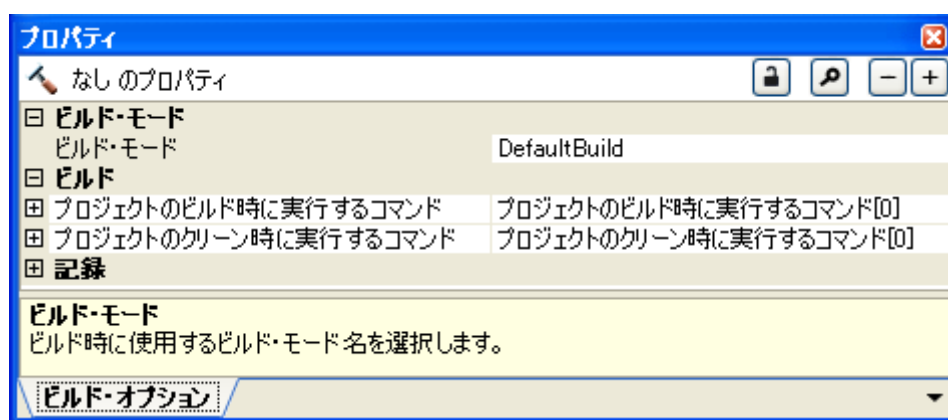 プロパティ
なし のプロパティ
ビルド・モード
ビルド・モード DefaultBuild
ビルド
プロジェクトのビルド時に実行するコマンド プロジェクトのビルド時に実行するコマンド[0]
プロジェクトのクリーン時に実行するコマンド プロジェクトのクリーン時に実行するコマンド[0]
記録
ビルド・モード
ビルド時に使用するビルド・モード名を選択します。
ビルド・オプション